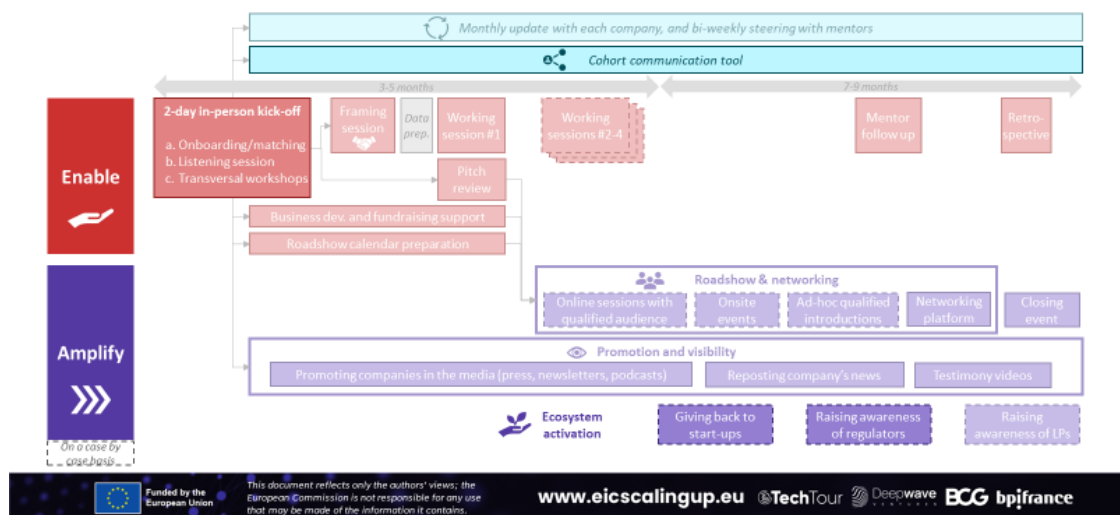 Monthly update with each company, and bi-weekly steering with mentors
Cohort communication tool
3-5 months
7-9 months
Enable
2-day in-person kick-off
a. Onboarding/matching
b. Listening session
c. Transversal workshops
Framing
session
Data
prep.
Working
session #1
Working
sessions #2-4
Mentor
follow up
Retro-
spective
Pitch
review
Business dev. and fundraising support
Roadshow calendar preparation
Amplify
Roadshow & networking
Online sessions with
qualified audience
Onsite
events
Ad-hoc qualified
introductions
Networking
platform
Closing
event
Promotion and visibility
Promoting companies in the media (press, newsletters, podcasts)
Reposting company's news
Testimony videos
Ecosystem
activation
Giving back to
start-ups
Raising awareness
of regulators
Raising
awareness of LPs
On a case by
case basis
Funded by the
European Union
This document reflects only the authors' views; the
European Commission is not responsible for any use
that may be made of the information it contains.
www.eicscalingup.eu
TechTour
Deepwave
BCG
bpifrance